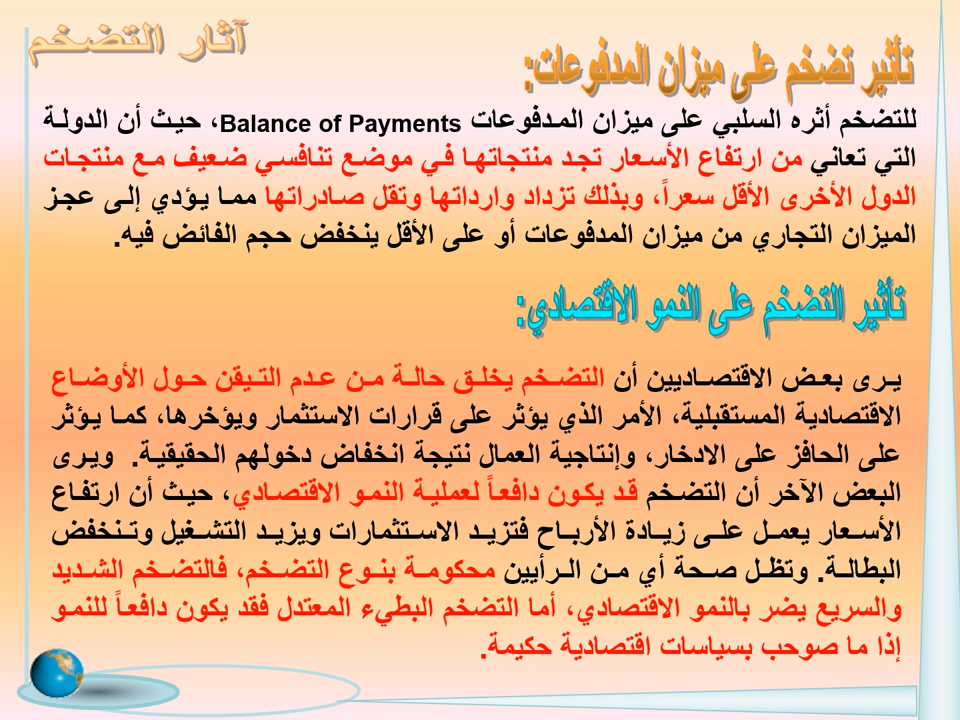 آثار التضخم
تأثير تضخم على ميزان المدفوعات:
للتضخم أثره السلبي على ميزان المدفوعات Balance of Payments، حيث أن الدولة
التي تعاني من ارتفاع الأسعار تجد منتجاتها في موضع تنافسي ضعيف مع منتجات
الدول الأخرى الأقل سعراً، وبذلك تزداد وارداتها وتقل صادراتها مما يؤدي إلى عجز
الميزان التجاري من ميزان المدفوعات أو على الأقل ينخفض حجم الفائض فيه.
تأثير التضخم على النمو الاقتصادي:
يرى بعض الاقتصاديين أن التضخم يخلق حالة من عدم التيقن حول الأوضاع
الاقتصادية المستقبلية، الأمر الذي يؤثر على قرارات الاستثمار ويؤخرها، كما يؤثر
على الحافز على الادخار، وإنتاجية العمال نتيجة انخفاض دخولهم الحقيقية. ويرى
البعض الآخر أن التضخم قد يكون دافعاً لعملية النمو الاقتصادي، حيث أن ارتفاع
الأسعار يعمل على زيادة الأرباح فتزيد الاستثمارات ويزيد التشغيل وتنخفض
البطالة. وتظل صحة أي من الرأيين محكومة بنوع التضخم، فالتضخم الشديد
والسريع يضر بالنمو الاقتصادي، أما التضخم البطيء المعتدل فقد يكون دافعاً للنمو
إذا ما صوحب بسياسات اقتصادية حكيمة.